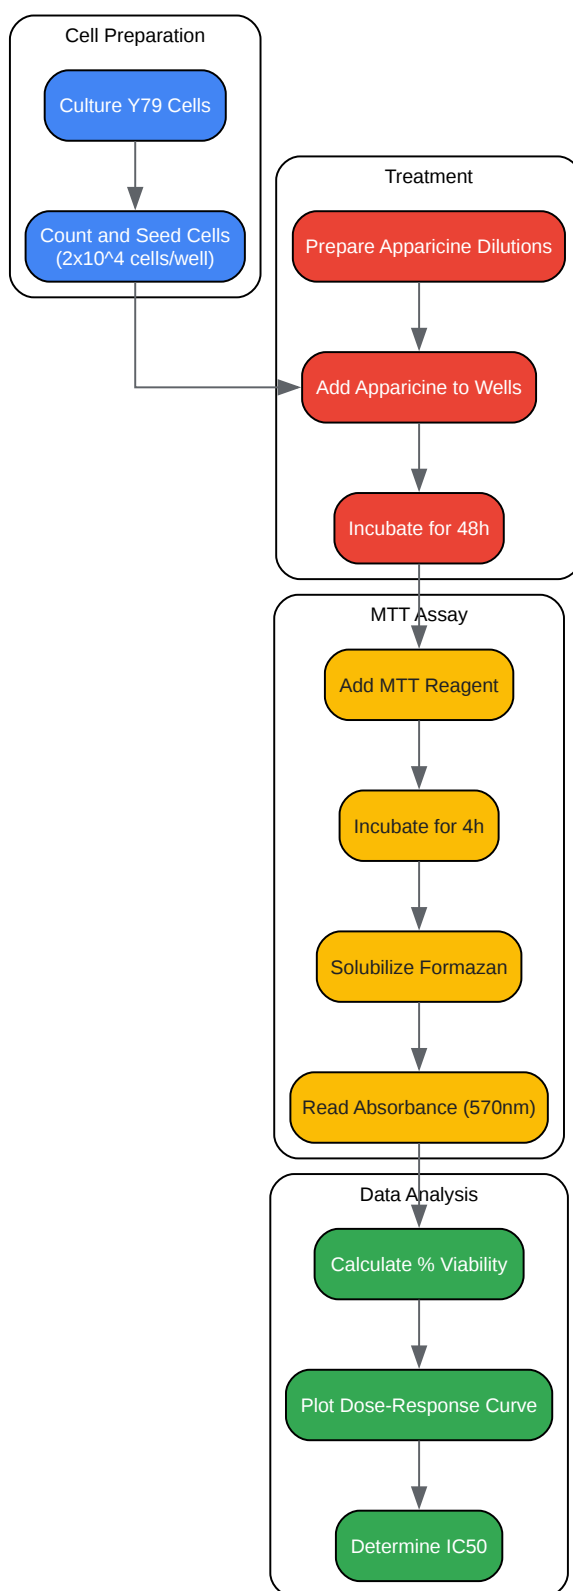 Cell Preparation
Culture Y79 Cells
Count and Seed Cells
(2x10^4 cells/well)
Treatment
Prepare Apparicine Dilutions
Add Apparicine to Wells
Incubate for 48h
MTT Assay
Add MTT Reagent
Incubate for 4h
Solubilize Formazan
Read Absorbance (570nm)
Data Analysis
Calculate % Viability
Plot Dose-Response Curve
Determine IC50